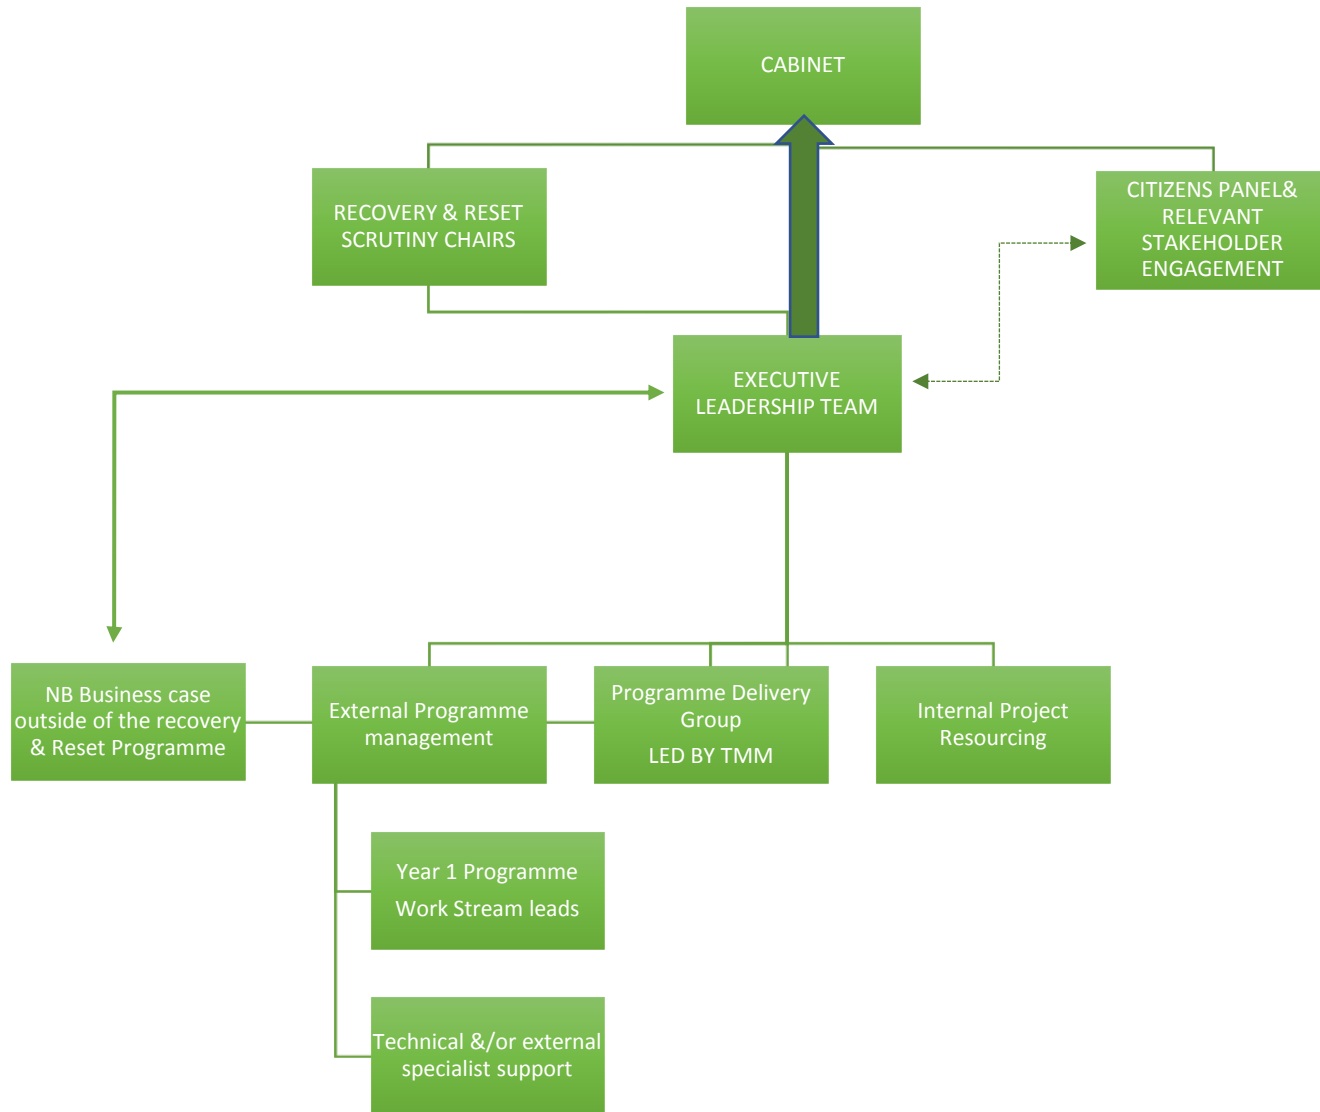 CABINET
RECOVERY & RESET
SCRUTINY CHAIRS
CITIZENS PANEL&
RELEVANT
STAKEHOLDER
ENGAGEMENT
EXECUTIVE
LEADERSHIP TEAM
NB Business case
outside of the recovery
& Reset Programme
External Programme
management
Programme Delivery
Group
LED BY TMM
Internal Project
Resourcing
Year 1 Programme
Work Stream leads
Technical &/or external
specialist support